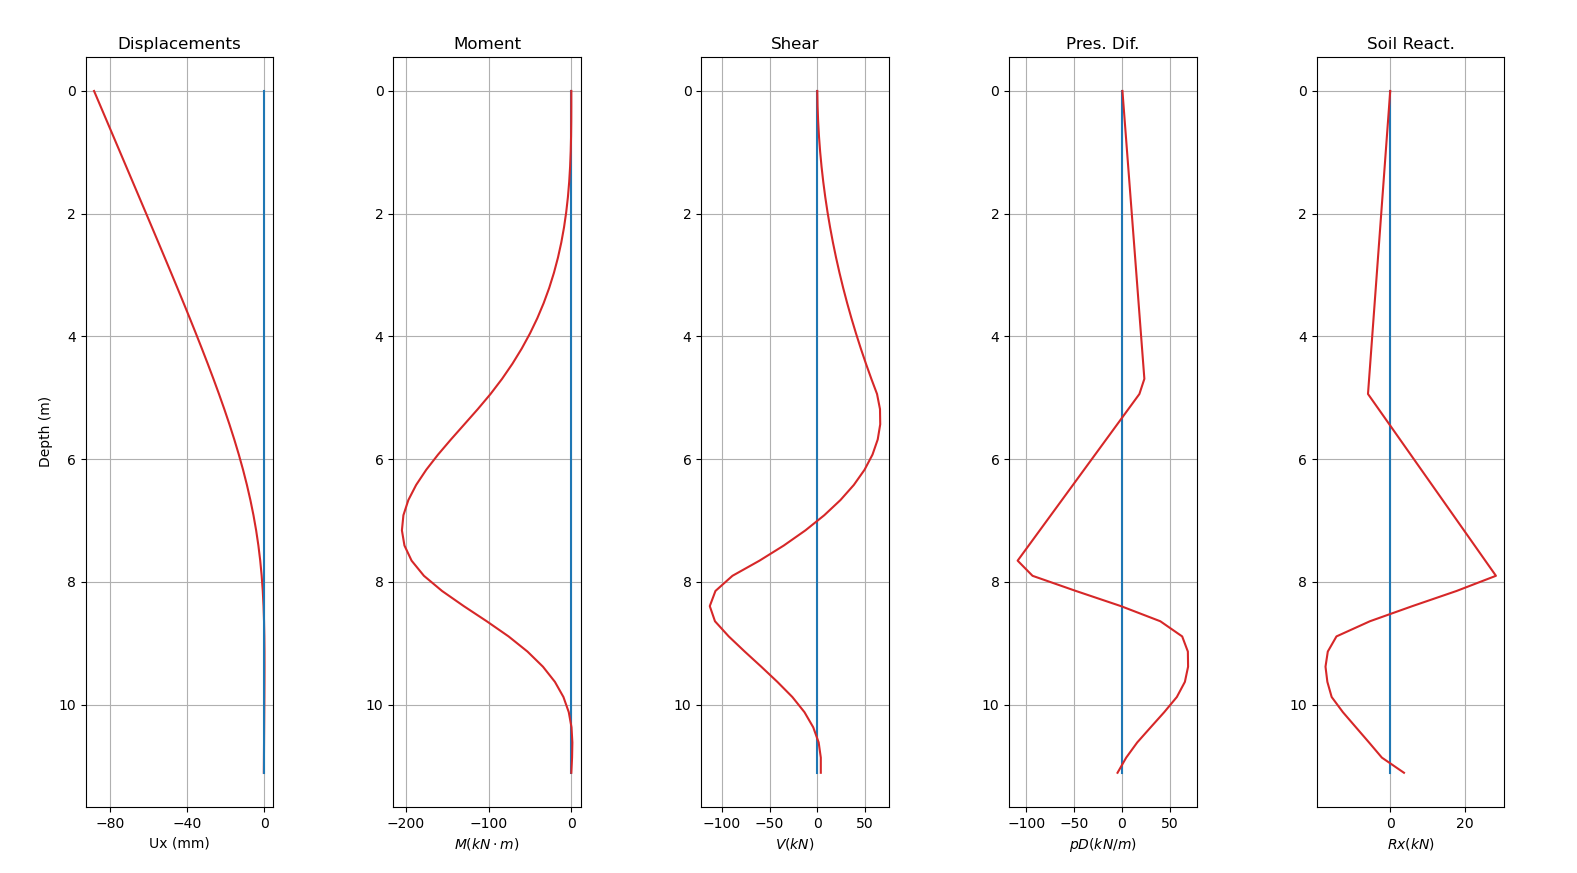 Displacements
Moment
Shear
Pres. Dif.
Soil React.
Depth (m)
0
2
4
6
8
10
0
2
4
6
8
10
0
2
4
6
8
10
0
2
4
6
8
10
0
2
4
6
8
10
−80 −40 0
−200 −100 0
−100 −50 0 50
−100 −50 0 50
0 20
Ux (mm)
M(kN · m)
V(kN)
pD(kN/m)
Rx(kN)